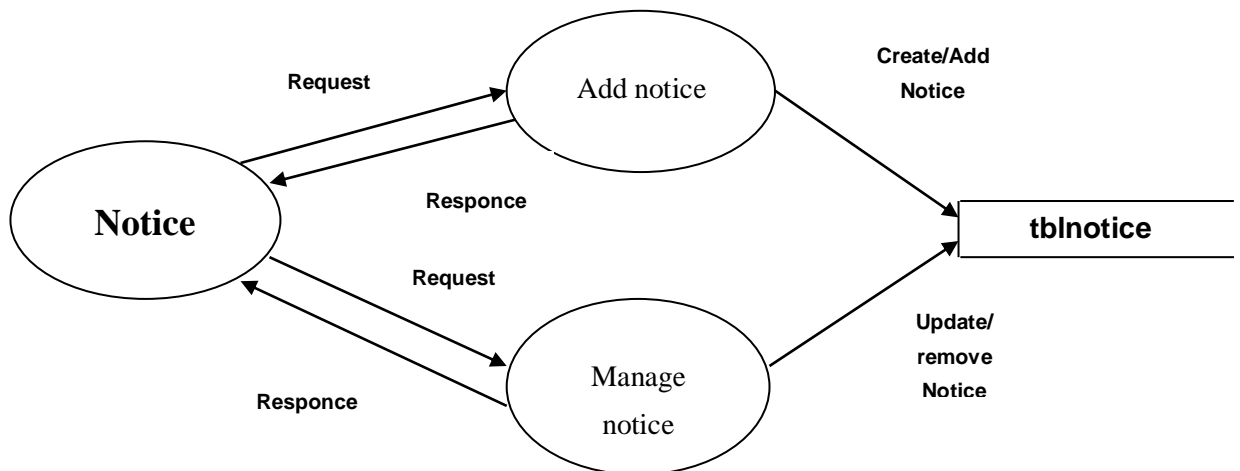 Create/Add
Notice
Request
Add notice
Responce
Notice
tblnotice
Request
Update/
remove
Notice
Manage
notice
Responce